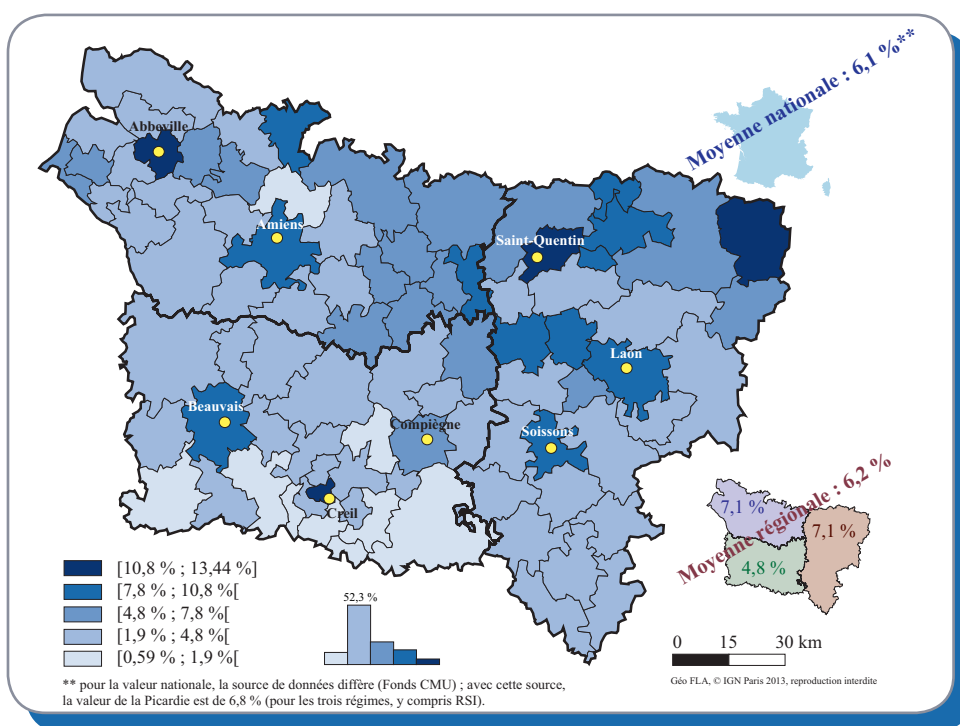 Moyenne nationale : 6,1 %**
Abbeville
Amiens
Saint-Quentin
Laon
Beauvais
Compiègne
Soissons
Creil
Moyenne régionale : 6,2 %
7,1 %
7,1 %
4,8 %
[10,8 % ; 13,44 %]
[7,8 % ; 10,8 %[
[4,8 % ; 7,8 %[
[1,9 % ; 4,8 %[
[0,59 % ; 1,9 %[
52,3 %
0 15 30 km
Géo FLA, © IGN Paris 2013, reproduction interdite
** pour la valeur nationale, la source de données diffère (Fonds CMU) ; avec cette source,
la valeur de la Picardie est de 6,8 % (pour les trois régimes, y compris RSI).